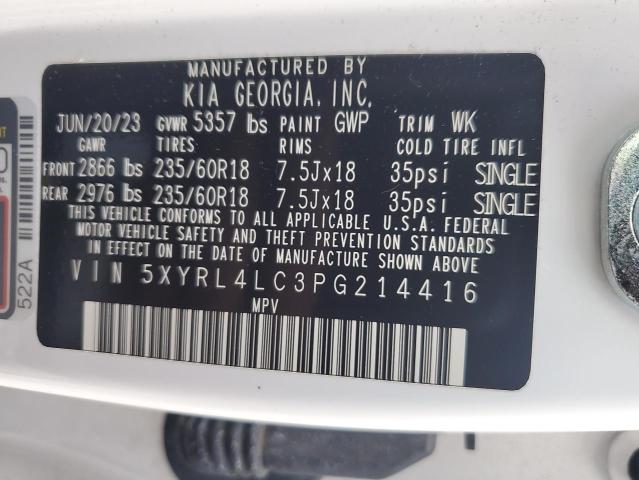 MANUFACTURED BY
KIA GEORGIA, INC.
JUN/20/23 GVWR 5357 lbs PAINT GWP TRIM WK
GAWR TIRES RIMS COLD TIRE INFL
FRONT 2866 lbs 235/60R18 7.5Jx18 35psi SINGLE
REAR 2976 lbs 235/60R18 7.5Jx18 35psi SINGLE
THIS VEHICLE CONFORMS TO ALL APPLICABLE U.S.A. FEDERAL
MOTOR VEHICLE SAFETY AND THEFT PREVENTION STANDARDS
IN EFFECT ON THE DATE OF MANUFACTURE SHOWN ABOVE
VIN 5XYRL4LC3PG214416
MPV
522A